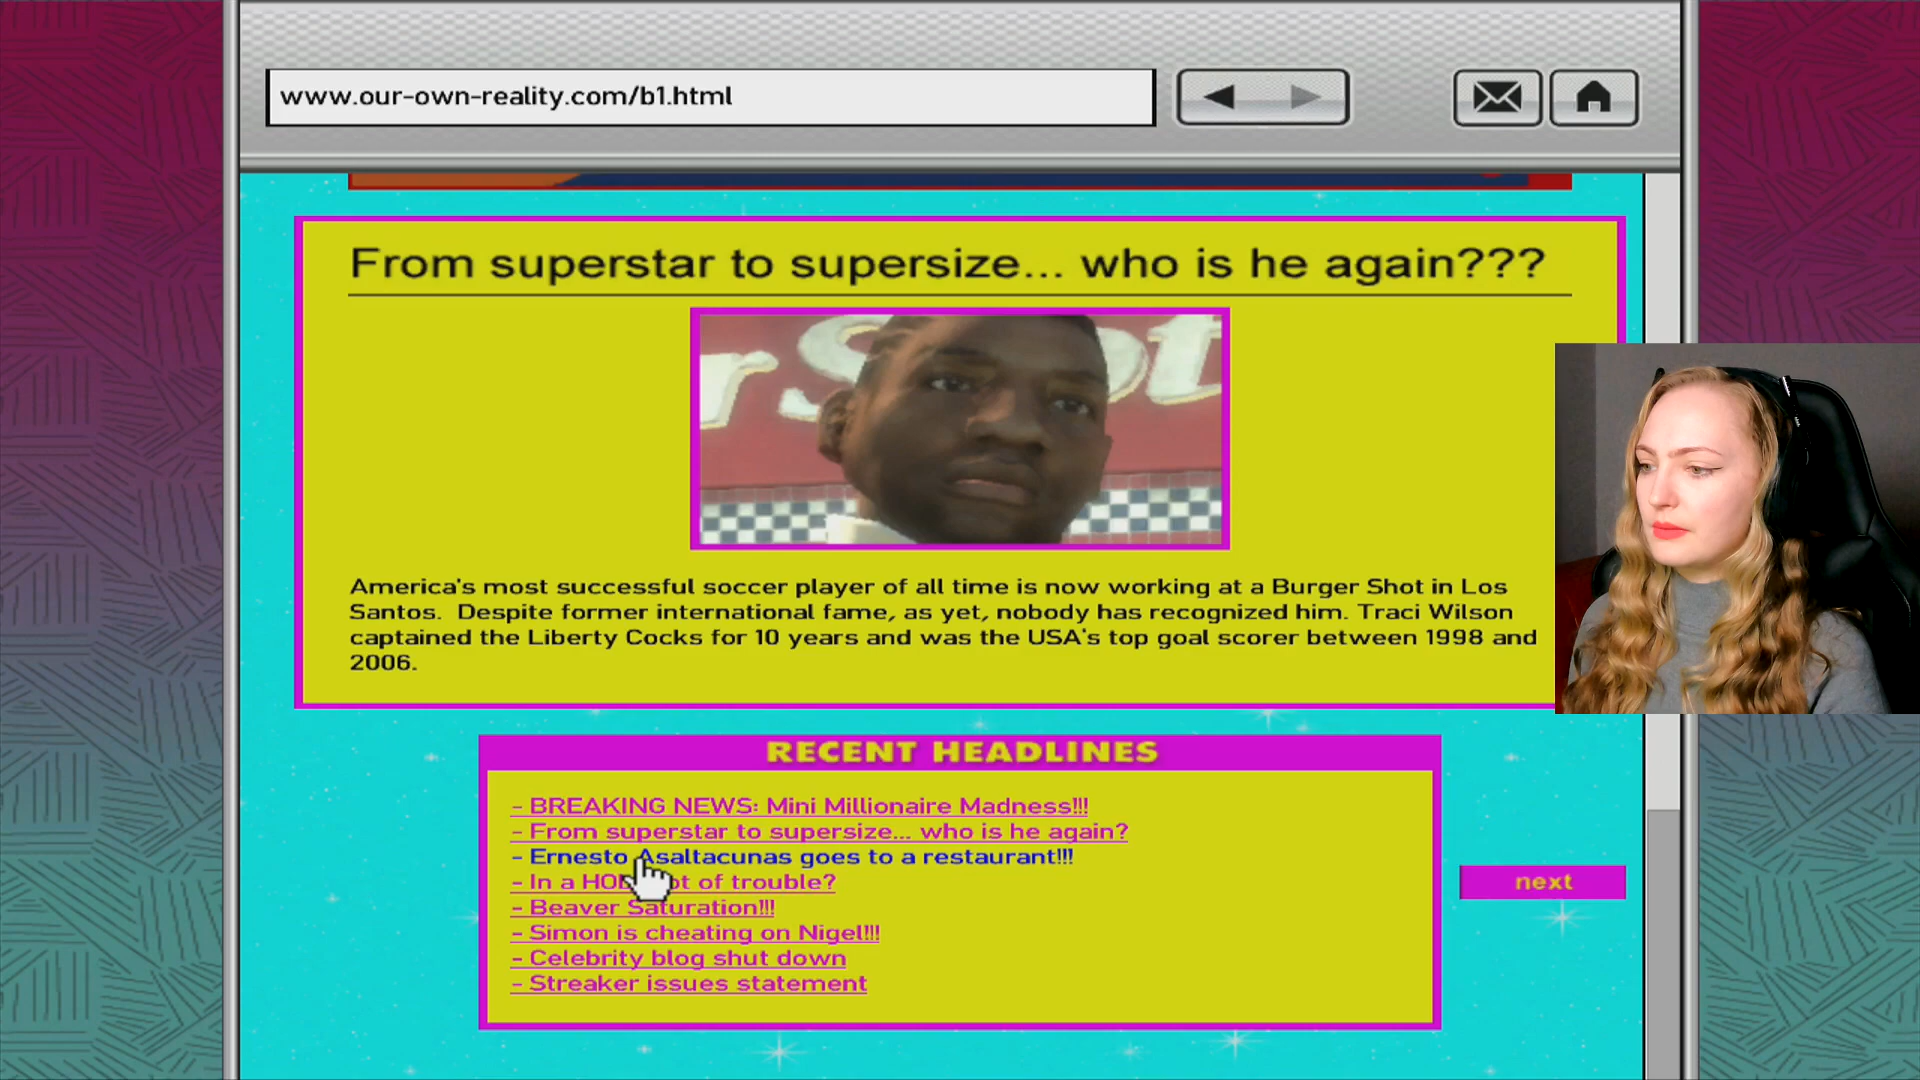 www.our-own-reality.com/b1.html
From superstar to supersize... who is he again???
America's most successful soccer player of all time is now working at a Burger Shot in Los
Santos.  Despite former international fame, as yet, nobody has recognized him. Traci Wilson
captained the Liberty Cocks for 10 years and was the USA's top goal scorer between 1998 and
2006.
RECENT HEADLINES
- BREAKING NEWS: Mini Millionaire Madness!!!
- From superstar to supersize... who is he again?
- Ernesto Asaltacunas goes to a restaurant!!!
- In a of trouble?
- Beaver Saturation!!!
- Simon is cheating on Nigel!!!
- Celebrity blog shut down
- Streaker issues statement
next